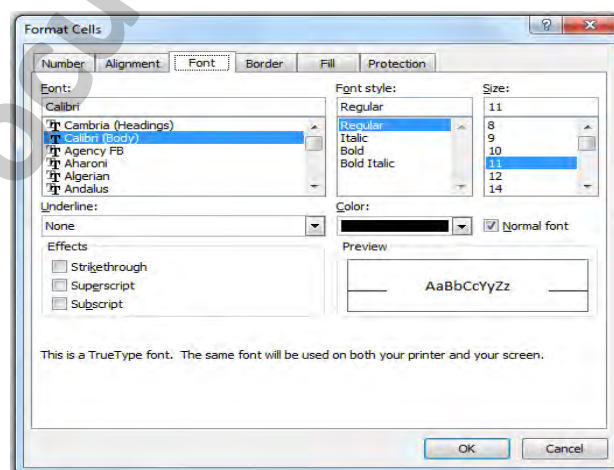 Format Cells
Number Alignment Font Border Fill Protection
Font: Font style: Size:
Calibri Regular 11
Cambria (Headings) Regular 8
Calibri (Body) Italic 9
Agency FB Bold 10
Aharoni Bold Italic 11
Algerian 12
Andalus 14
Underline: Color:
None Normal font
Effects Preview
Strikethrough
Superscript AaBbCcYyZz
Subscript
This is a TrueType font. The same font will be used on both your printer and your screen.
OK Cancel